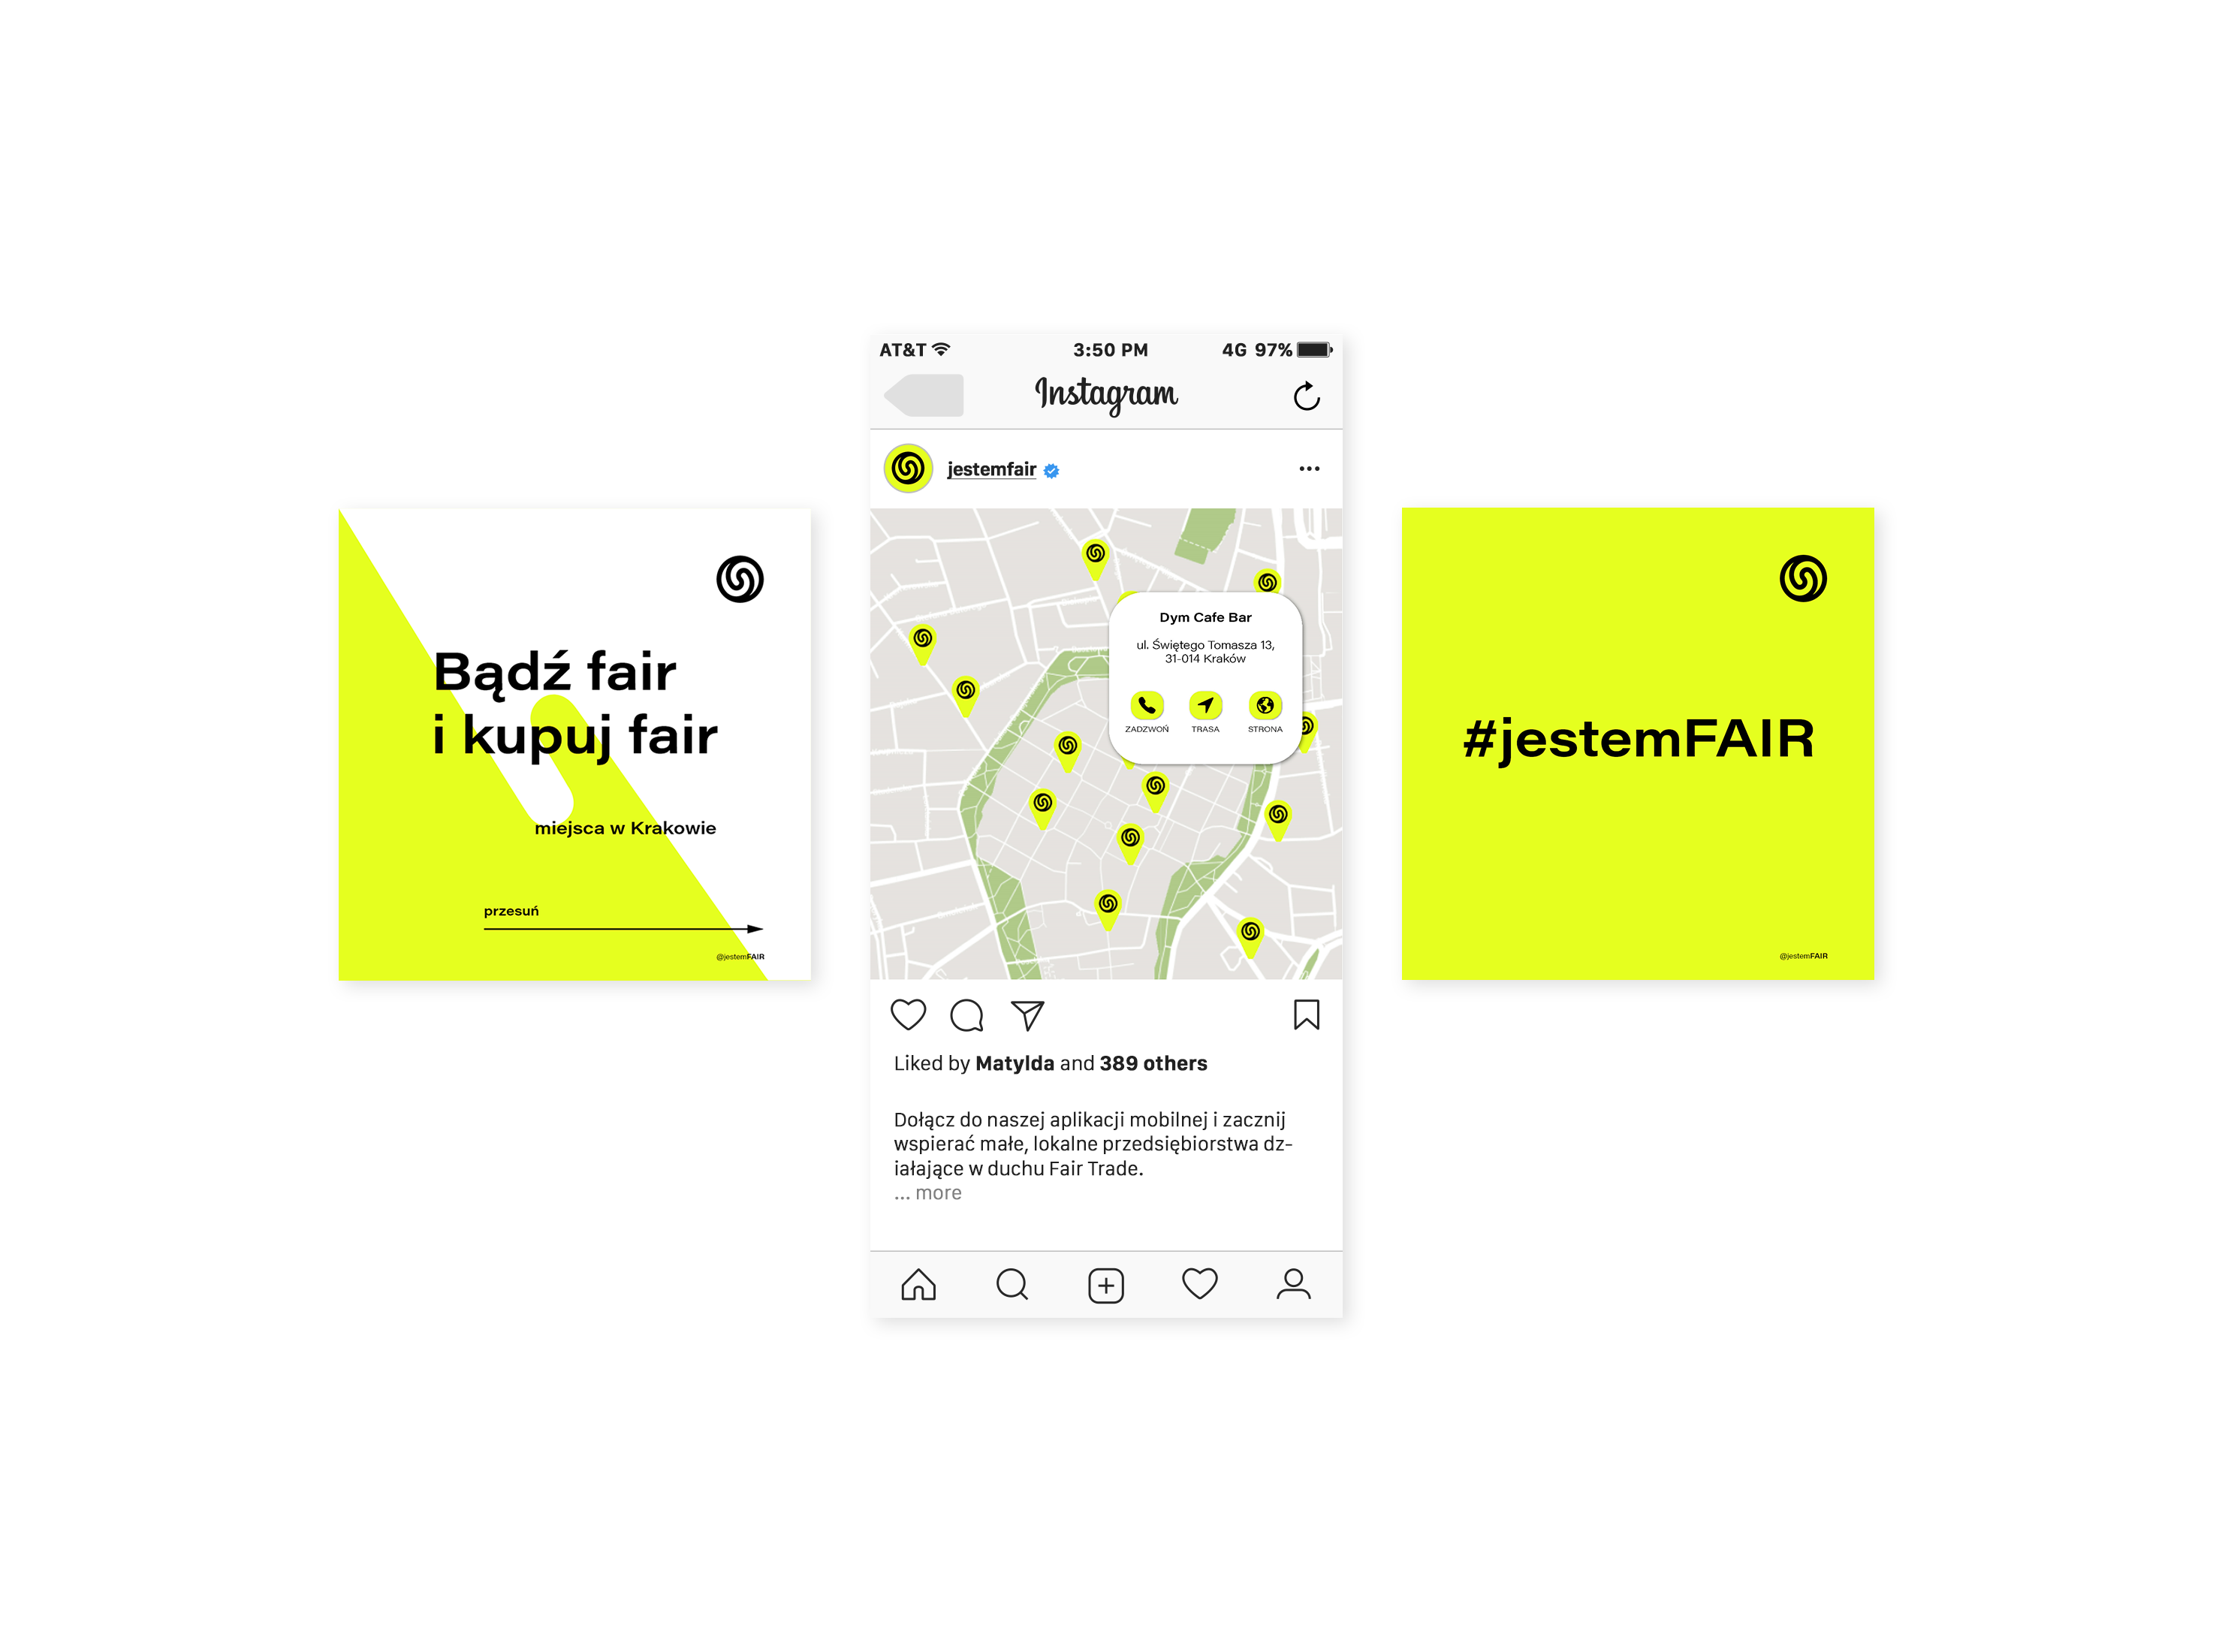 Bądź fair
i kupuj fair
miejsca w Krakowie
przesuń
@jestemFAIR
AT&T 3:50 PM 4G 97%
Instagram
jestemfair
Dym Cafe Bar
ul. Świętego Tomasza 13,
31-014 Kraków
ZADZWOŃ TRASA STRONA
Liked by Matylda and 389 others
Dołącz do naszej aplikacji mobilnej i zacznij
wspierać małe, lokalne przedsiębiorstwa dz-
iałające w duchu Fair Trade.
... more
#jestemFAIR
@jestemFAIR